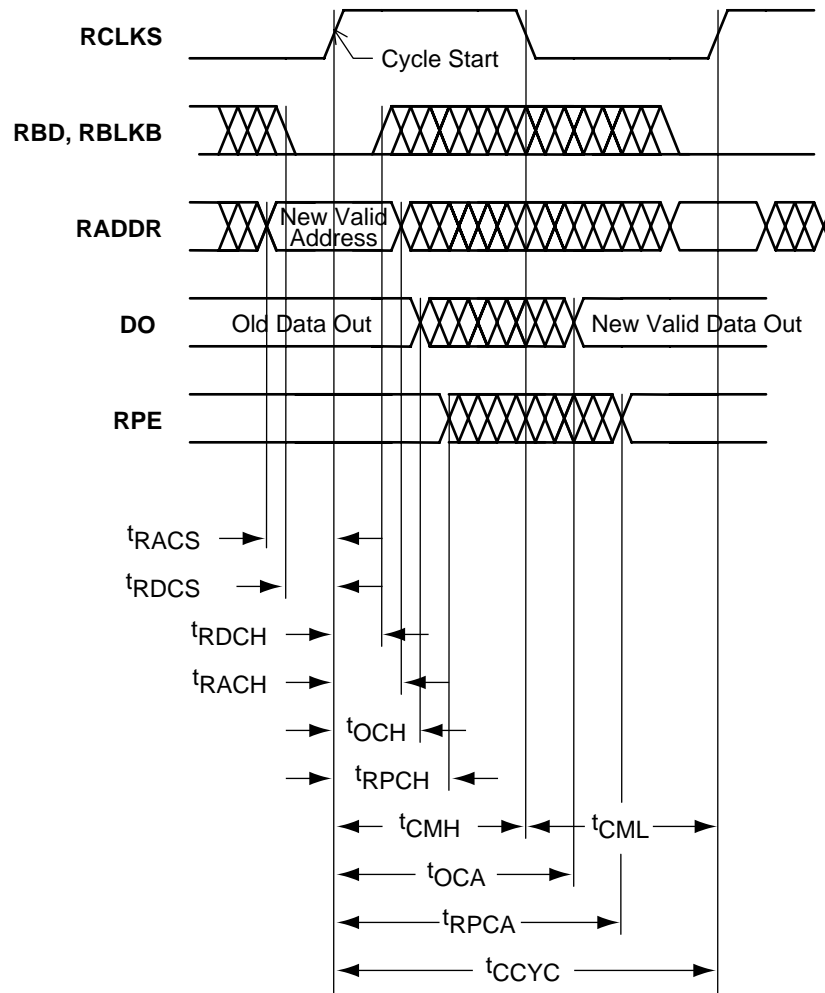 RCLKS
Cycle Start
RBD, RBLKB
RADDR
New Valid
Address
DO
Old Data Out
New Valid Data Out
RPE
tRACS
tRDCS
tRDCH
tRACH
tOCH
tRPCH
tCMH
tCML
tOCA
tRPCA
tCCYC